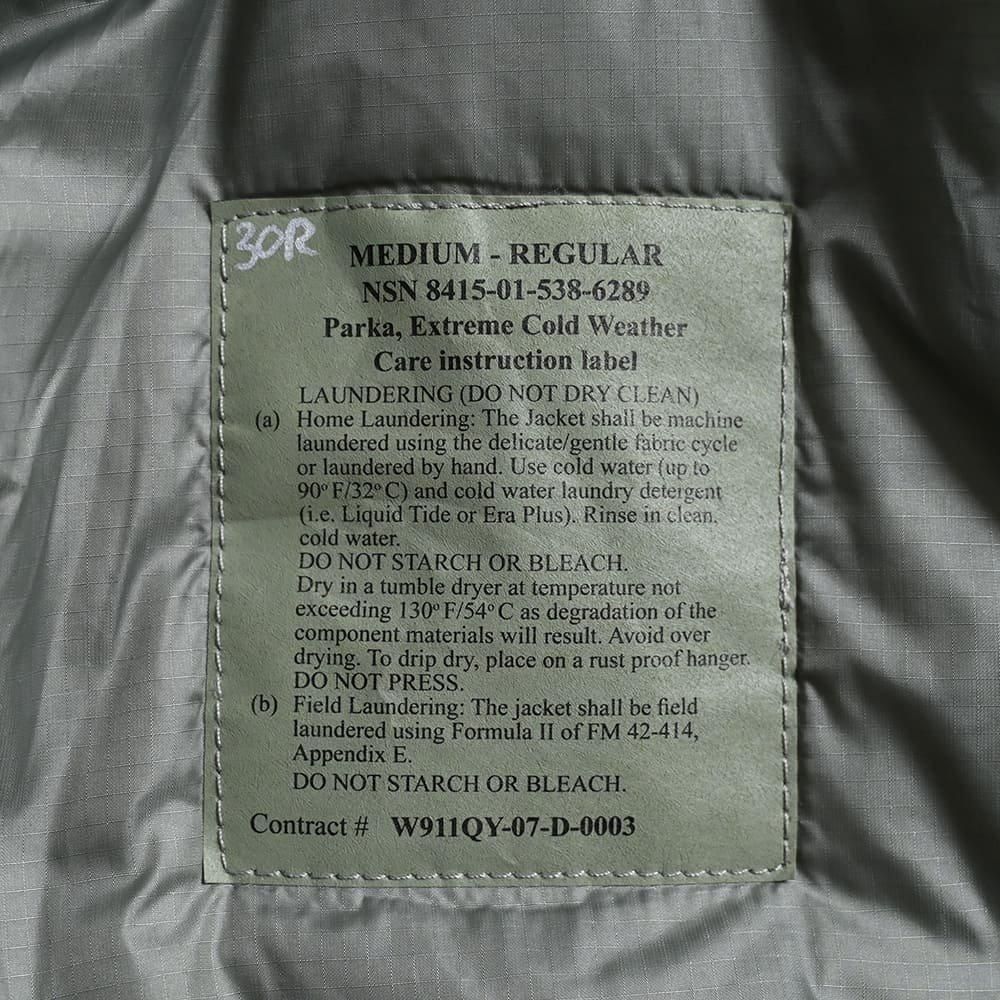 30R
MEDIUM - REGULAR
NSN 8415-01-538-6289
Parka, Extreme Cold Weather
Care instruction label
LAUNDERING (DO NOT DRY CLEAN)
(a) Home Laundering: The Jacket shall be machine
laundered using the delicate/gentle fabric cycle
or laundered by hand. Use cold water (up to
90º F/32º C) and cold water laundry detergent
(i.e. Liquid Tide or Era Plus). Rinse in clean,
cold water.
DO NOT STARCH OR BLEACH.
Dry in a tumble dryer at temperature not
exceeding 130º F/54º C as degradation of the
component materials will result. Avoid over
drying. To drip dry, place on a rust proof hanger.
DO NOT PRESS.
(b) Field Laundering: The jacket shall be field
laundered using Formula II of FM 42-414,
Appendix E.
DO NOT STARCH OR BLEACH.
Contract # W911QY-07-D-0003